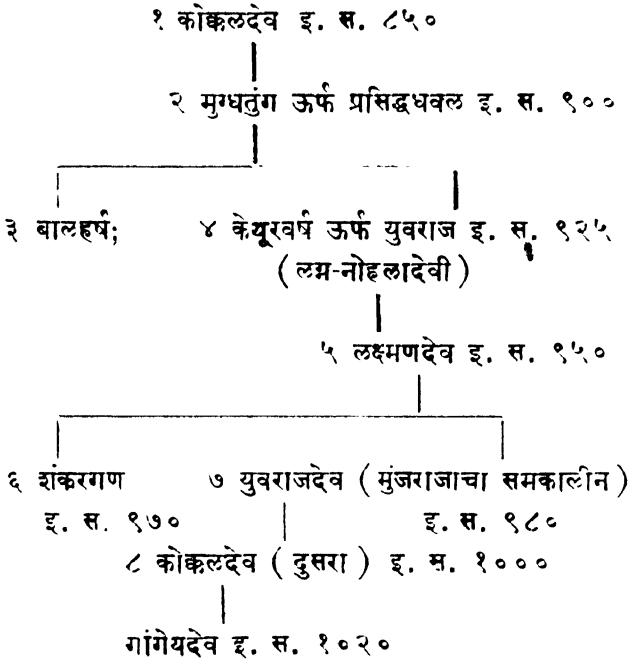 १ कोक्कलदेव इ. स. ८५०
२ मुग्धतुंग ऊर्फ प्रसिद्धधवल इ. स. ९००
३ बालहर्ष; ४ केयूरवर्ष ऊर्फ युवराज इ. स. ९२५
(लग्न-नोहलादेवी)
५ लक्ष्मणदेव इ. स. ९५०
६ शंकरगण ७ युवराजदेव (मुंजराजाचा समकालीन)
इ. स. ९७० इ. स. ९८०
८ कोक्कलदेव (दुसरा) इ. स. १०००
गांगेयदेव इ. स. १०२०